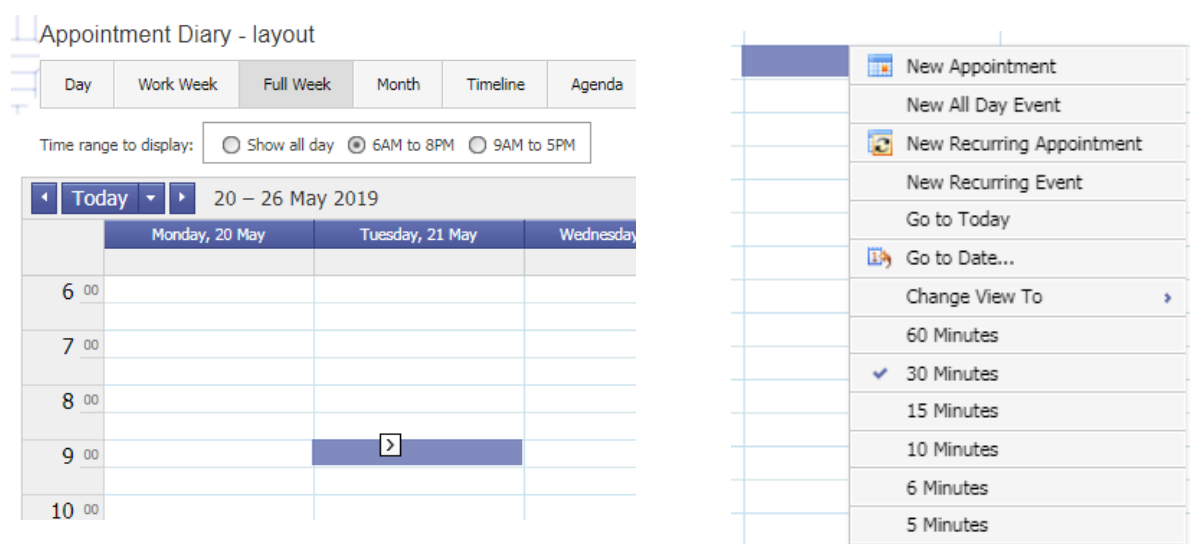 Appointment Diary - layout
Day Work Week Full Week Month Timeline Agenda
Time range to display: Show all day 6AM to 8PM 9AM to 5PM
Today 20 – 26 May 2019
Monday, 20 May Tuesday, 21 May Wednesday
6 00
7 00
8 00
9 00
10 00
New Appointment
New All Day Event
New Recurring Appointment
New Recurring Event
Go to Today
Go to Date...
Change View To
60 Minutes
30 Minutes
15 Minutes
10 Minutes
6 Minutes
5 Minutes